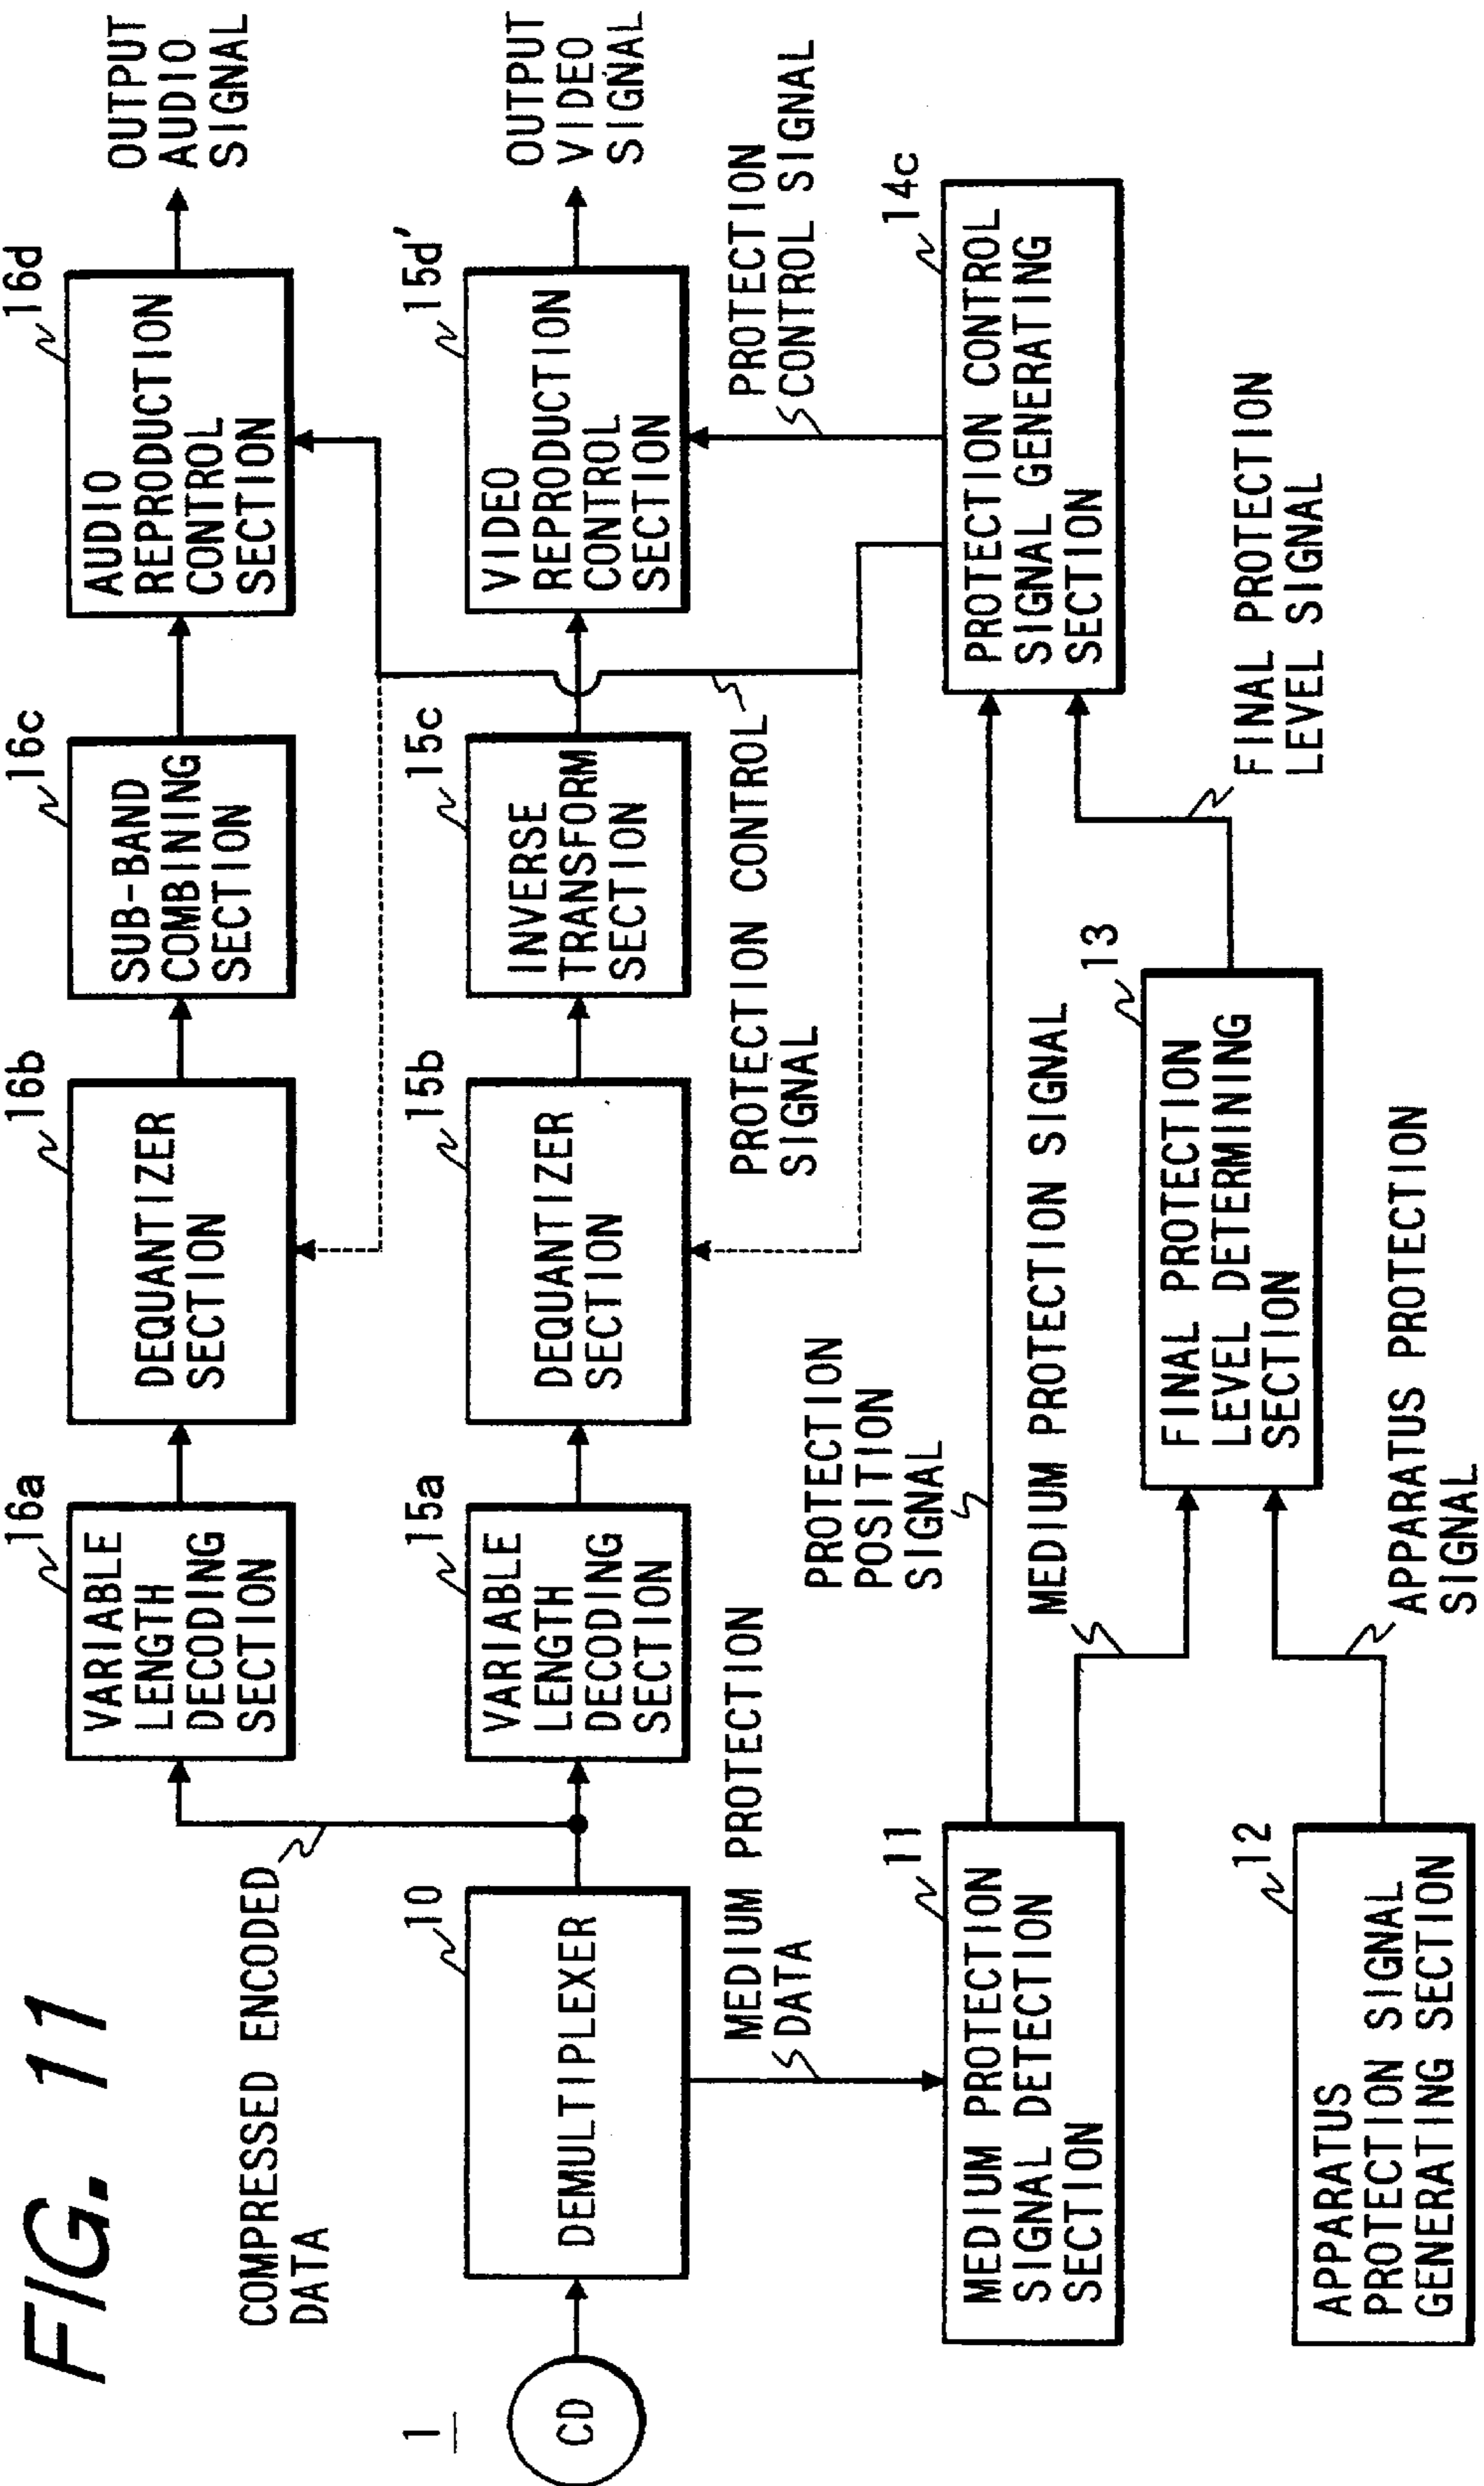 FIG. 11
1
CD
10
DEMULTIPLEXER
COMPRESSED ENCODED
DATA
MEDIUM PROTECTION
DATA
16a
VARIABLE
LENGTH
DECODING
SECTION
16b
DEQUANTIZER
SECTION
16c
SUB-BAND
COMBINING
SECTION
16d
AUDIO
REPRODUCTION
CONTROL
SECTION
OUTPUT
AUDIO
SIGNAL
15a
VARIABLE
LENGTH
DECODING
SECTION
15b
DEQUANTIZER
SECTION
15c
INVERSE
TRANSFORM
SECTION
15d'
VIDEO
REPRODUCTION
CONTROL
SECTION
OUTPUT
VIDEO
SIGNAL
PROTECTION
POSITION
SIGNAL
PROTECTION CONTROL
SIGNAL
PROTECTION
CONTROL SIGNAL
11
MEDIUM PROTECTION
SIGNAL DETECTION
SECTION
MEDIUM PROTECTION SIGNAL
14c
PROTECTION CONTROL
SIGNAL GENERATING
SECTION
12
APPARATUS
PROTECTION SIGNAL
GENERATING SECTION
APPARATUS PROTECTION
SIGNAL
13
FINAL PROTECTION
LEVEL DETERMINING
SECTION
FINAL PROTECTION
LEVEL SIGNAL